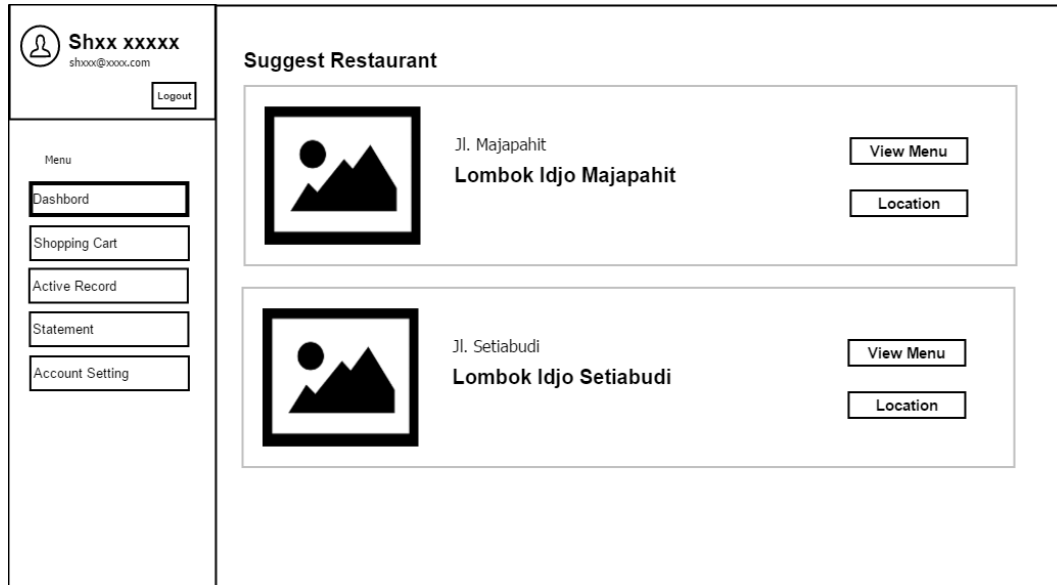 Shxx xxxxx
shxxx@xxxx.com
Logout
Menu
Dashbord
Shopping Cart
Active Record
Statement
Account Setting
Suggest Restaurant
Jl. Majapahit
Lombok Idjo Majapahit
View Menu
Location
Jl. Setiabudi
Lombok Idjo Setiabudi
View Menu
Location